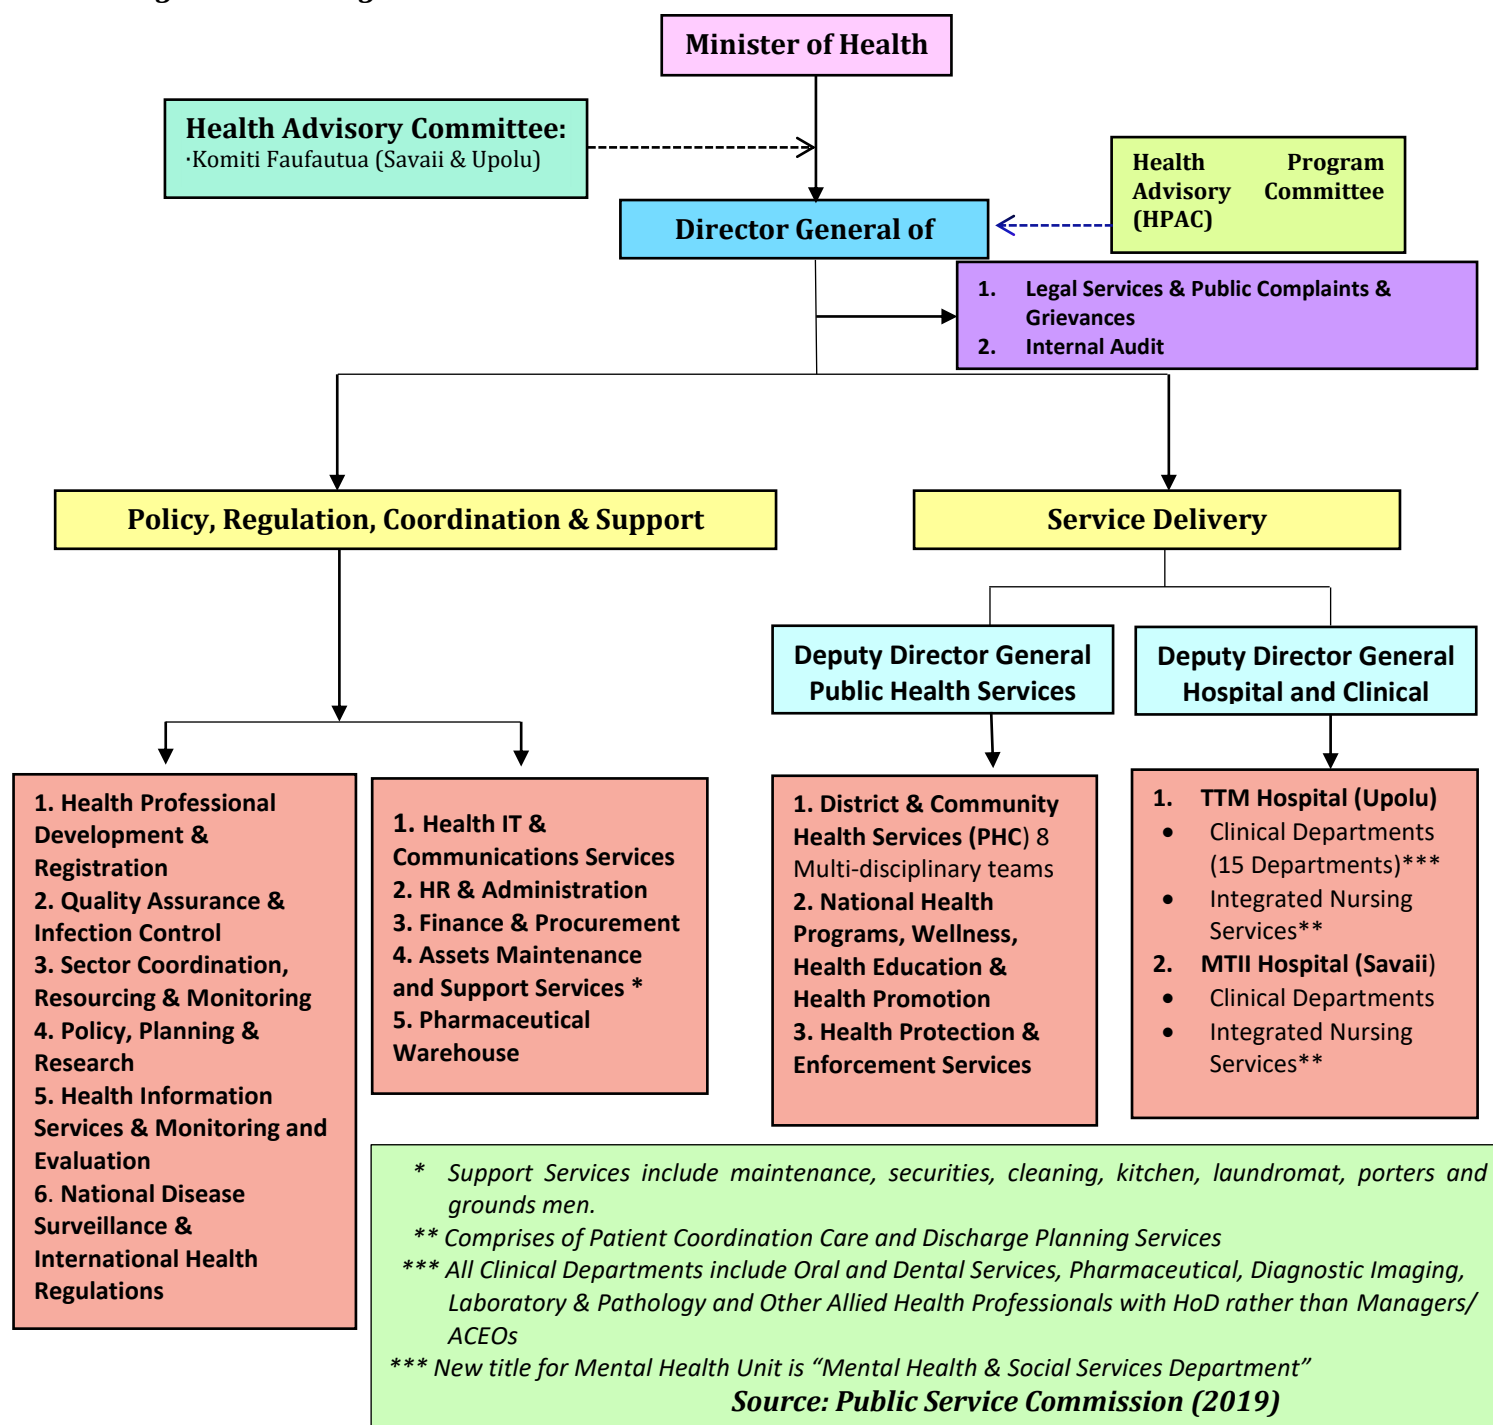 Minister of Health
Health Advisory Committee:
·Komiti Faufautua (Savaii & Upolu)
Health Program
Advisory Committee
(HPAC)
Director General of
1. Legal Services & Public Complaints &
Grievances
2. Internal Audit
Policy, Regulation, Coordination & Support
Service Delivery
Deputy Director General
Public Health Services
Deputy Director General
Hospital and Clinical
1. Health Professional
Development &
Registration
2. Quality Assurance &
Infection Control
3. Sector Coordination,
Resourcing & Monitoring
4. Policy, Planning &
Research
5. Health Information
Services & Monitoring and
Evaluation
6. National Disease
Surveillance &
International Health
Regulations
1. Health IT &
Communications Services
2. HR & Administration
3. Finance & Procurement
4. Assets Maintenance
and Support Services *
5. Pharmaceutical
Warehouse
1. District & Community
Health Services (PHC) 8
Multi-disciplinary teams
2. National Health
Programs, Wellness,
Health Education &
Health Promotion
3. Health Protection &
Enforcement Services
1. TTM Hospital (Upolu)
• Clinical Departments
(15 Departments)***
• Integrated Nursing
Services**
2. MTII Hospital (Savaii)
• Clinical Departments
• Integrated Nursing
Services**
* Support Services include maintenance, securities, cleaning, kitchen, laundromat, porters and
grounds men.
** Comprises of Patient Coordination Care and Discharge Planning Services
*** All Clinical Departments include Oral and Dental Services, Pharmaceutical, Diagnostic Imaging,
Laboratory & Pathology and Other Allied Health Professionals with HoD rather than Managers/
ACEOs
*** New title for Mental Health Unit is “Mental Health & Social Services Department”
Source: Public Service Commission (2019)